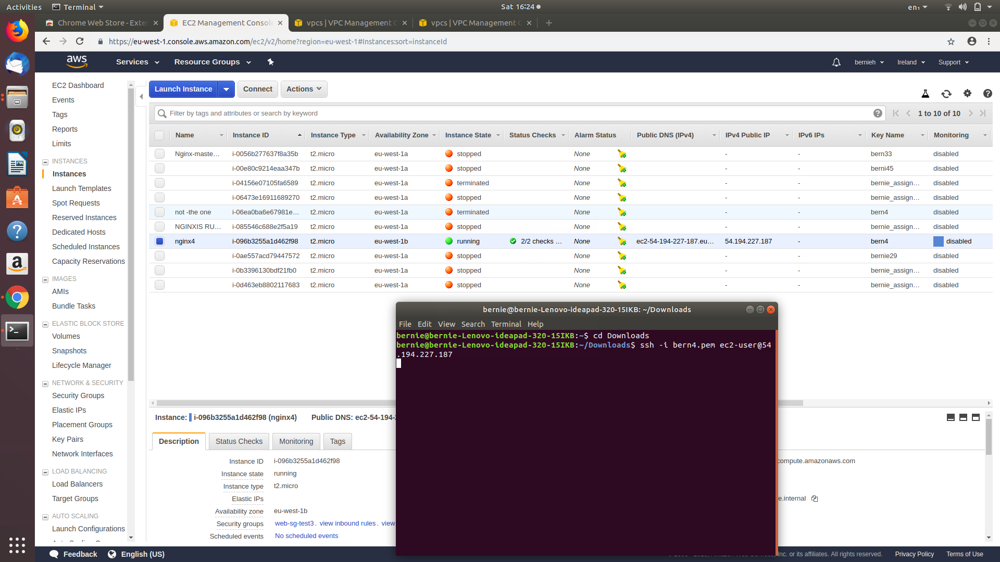 Activities Terminal Sat 16:24 en₁
Chrome Web Store - Exte EC2 Management Consol vpcs | VPC Management C vpcs | VPC Management C
https://eu-west-1.console.aws.amazon.com/ec2/v2/home?region=eu-west-1#Instances:sort=instanceId
aws Services Resource Groups bernieh Ireland Support
EC2 Dashboard
Events
Tags
Reports
Limits
INSTANCES
Instances
Launch Templates
Spot Requests
Reserved Instances
Dedicated Hosts
Scheduled Instances
Capacity Reservations
IMAGES
AMIs
Bundle Tasks
ELASTIC BLOCK STORE
Volumes
Snapshots
Lifecycle Manager
NETWORK & SECURITY
Security Groups
Elastic IPs
Placement Groups
Key Pairs
Network Interfaces
LOAD BALANCING
Load Balancers
Target Groups
AUTO SCALING
Launch Configurations
Launch Instance Connect Actions
Filter by tags and attributes or search by keyword 1 to 10 of 10
Name Instance ID Instance Type Availability Zone Instance State Status Checks Alarm Status Public DNS (IPv4) IPv4 Public IP IPv6 IPs Key Name Monitoring
Nginx-maste... i-0056b277637f8a35b t2.micro eu-west-1a stopped None - - bern33 disabled
i-00e80c9214eaa347b t2.micro eu-west-1a stopped None - - berni45 disabled
i-04156e07105fa6589 t2.micro eu-west-1a terminated None - - bernie_assign... disabled
i-06473e16911689270 t2.micro eu-west-1a stopped None - - bernie_assign... disabled
not -the one i-06ea0ba6e67981e... t2.micro eu-west-1a terminated None - - bern4 disabled
NGINXIS RU... i-085546c688e2f5a19 t2.micro eu-west-1a stopped None - - bernie_assign... disabled
nginx4 i-096b3255a1d462f98 t2.micro eu-west-1b running 2/2 checks ... None ec2-54-194-227-187.eu... 54.194.227.187 - bern4 disabled
i-0ae557acd79447572 t2.micro eu-west-1a stopped None - - bernie29 disabled
i-0b3396130bdf21fb0 t2.micro eu-west-1a stopped None - - bernie_assign... disabled
i-0d463eb8802117683 t2.micro eu-west-1a stopped None - - bernie_assign... disabled
bernie@bernie-Lenovo-ideapad-320-15IKB: ~/Downloads
File Edit View Search Terminal Help
bernie@bernie-Lenovo-ideapad-320-15IKB:~$ cd Downloads
bernie@bernie-Lenovo-ideapad-320-15IKB:~/Downloads$ ssh -i bern4.pem ec2-user@54
.194.227.187
Instance: i-096b3255a1d462f98 (nginx4) Public DNS: ec2-54-194-
Description Status Checks Monitoring Tags
Instance ID i-096b3255a1d462f98 compute.amazonaws.com
Instance state running
Instance type t2.micro
Elastic IPs e.internal
Availability zone eu-west-1b
Security groups web-sg-test3. view inbound rules. view
Scheduled events No scheduled events
Feedback English (US) Inc. or its affiliates. All rights reserved. Privacy Policy Terms of Use